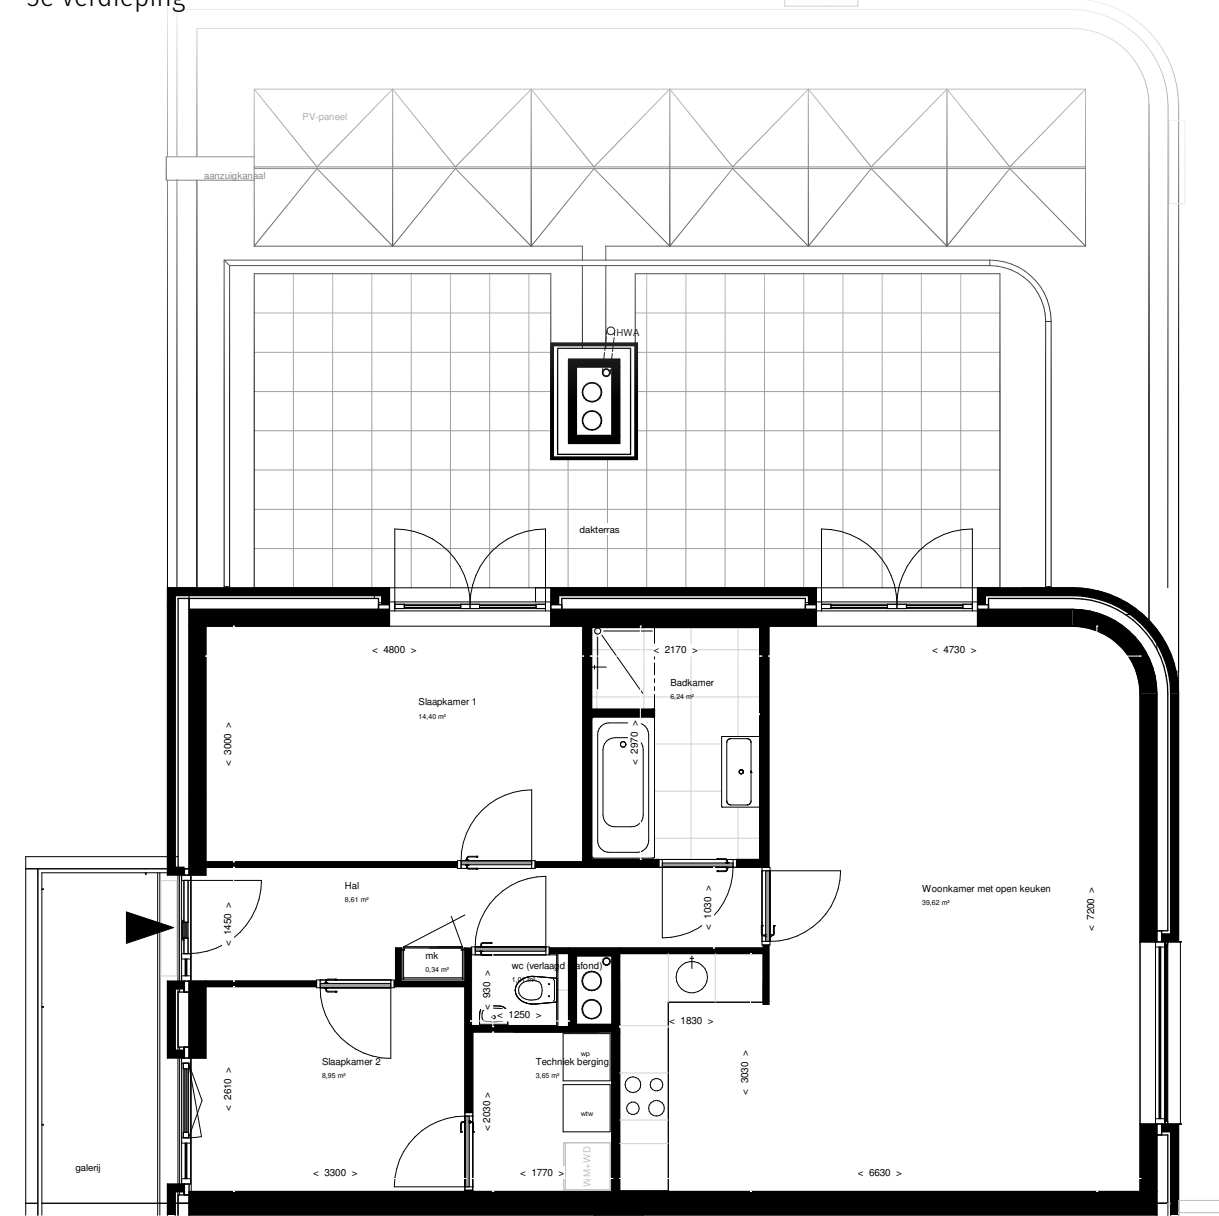 3e verdieping
PV-paneel
aanzuigkanaal
HWA
dakterras
< 4800 >
< 2170 >
< 4730 >
Badkamer
6,24 m²
Slaapkamer 1
14,40 m²
< 3000 >
< 2970 >
Hal
8,61 m²
Woonkamer met open keuken
39,62 m²
< 1450 >
< 1030 >
< 7200 >
mk
0,34 m²
wc (verlaagd
afond)
< 930 >
< 1250 >
< 1830 >
Slaapkamer 2
8,95 m²
Techniek berging
3,65 m²
wp
< 3030 >
< 2610 >
< 2030 >
wtw
WM+WD
galerij
< 3300 >
< 1770 >
< 6630 >